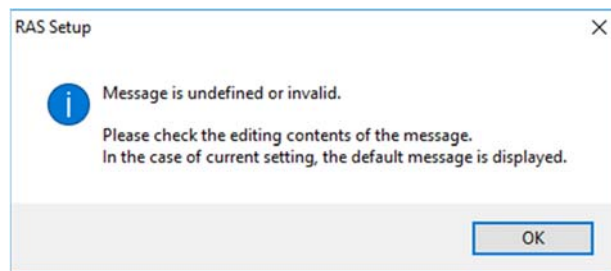 RAS Setup
Message is undefined or invalid.
Please check the editing contents of the message.
In the case of current setting, the default message is displayed.
OK